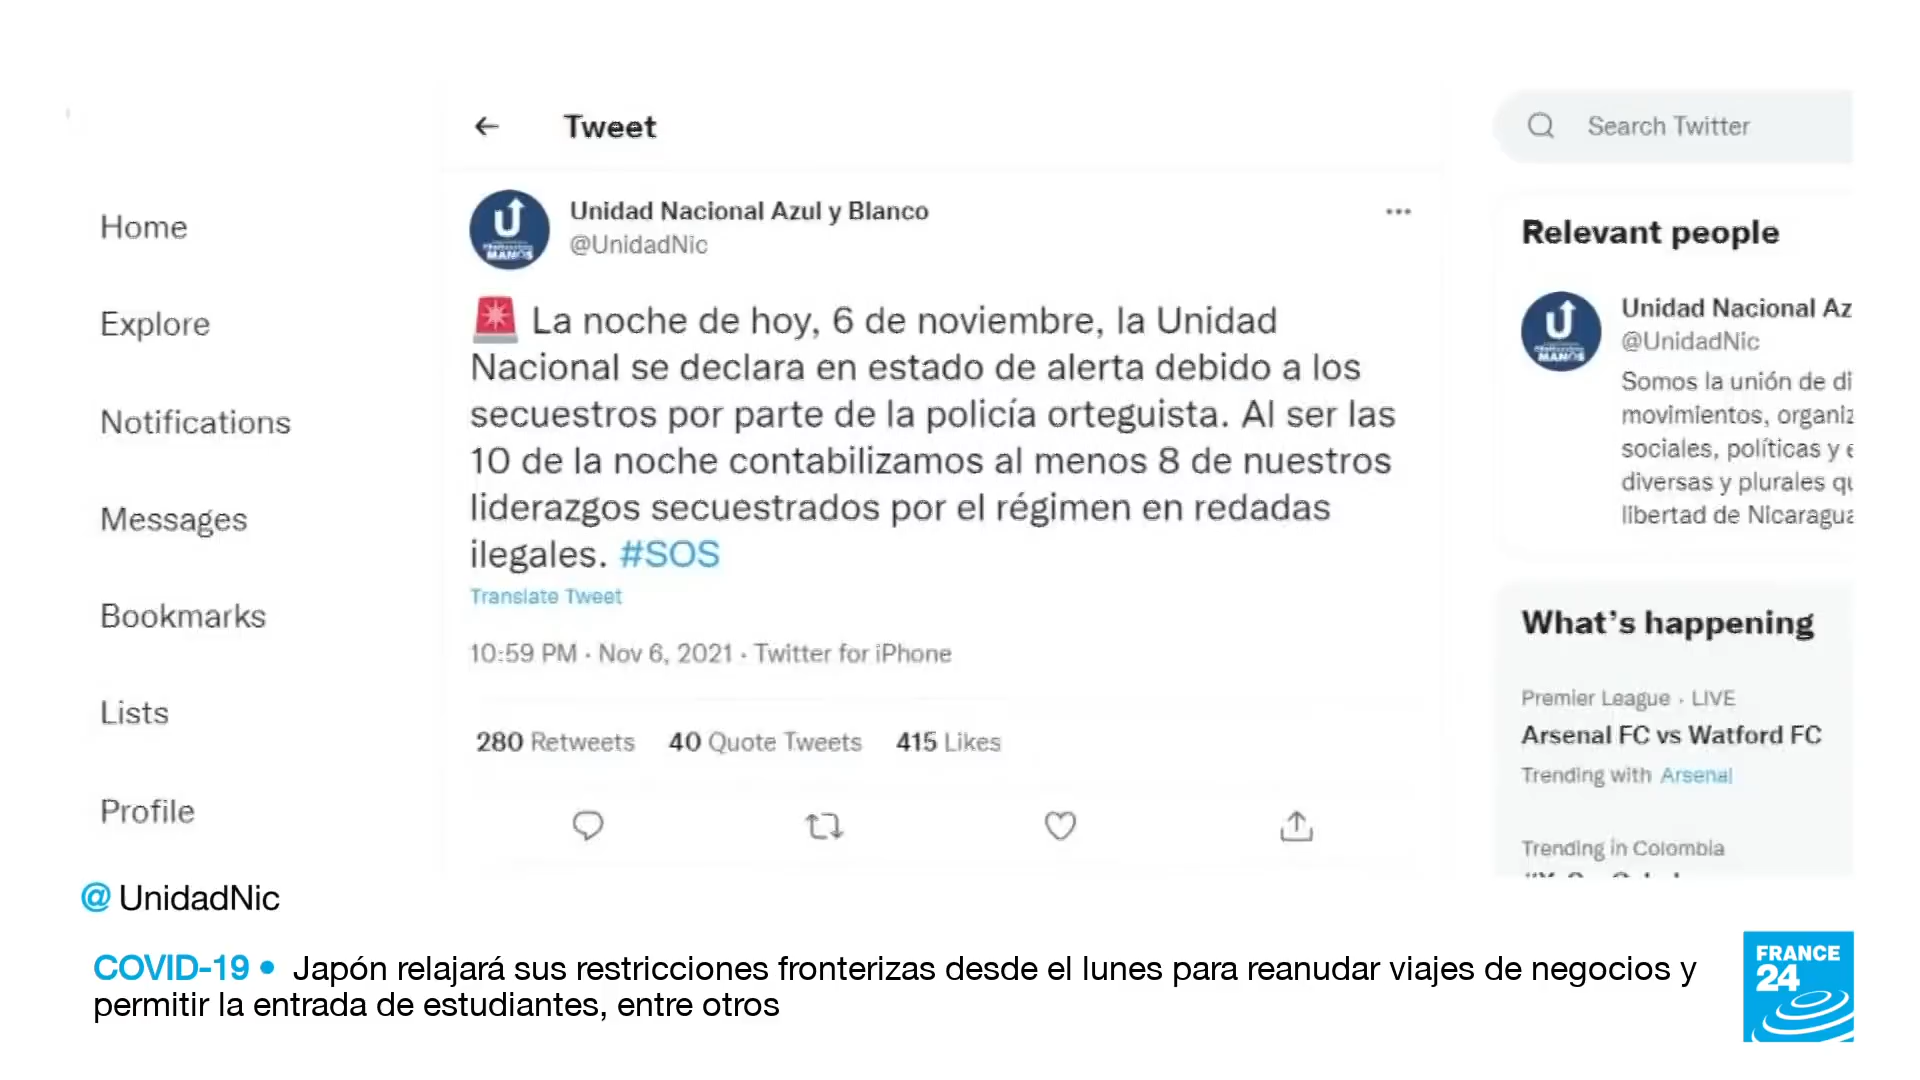 Home
Explore
Notifications
Messages
Bookmarks
Lists
Profile
← Tweet
Unidad Nacional Azul y Blanco
@UnidadNic
La noche de hoy, 6 de noviembre, la Unidad
Nacional se declara en estado de alerta debido a los
secuestros por parte de la policía orteguista. Al ser las
10 de la noche contabilizamos al menos 8 de nuestros
liderazgos secuestrados por el régimen en redadas
ilegales. #SOS
Translate Tweet
10:59 PM · Nov 6, 2021 · Twitter for iPhone
280 Retweets 40 Quote Tweets 415 Likes
Search Twitter
Relevant people
Unidad Nacional Az
@UnidadNic
Somos la unión de di
movimientos, organiz
sociales, políticas y e
diversas y plurales qu
libertad de Nicaragua
What's happening
Premier League · LIVE
Arsenal FC vs Watford FC
Trending with Arsenal
Trending in Colombia
@ UnidadNic
COVID-19 • Japón relajará sus restricciones fronterizas desde el lunes para reanudar viajes de negocios y
permitir la entrada de estudiantes, entre otros
FRANCE
24